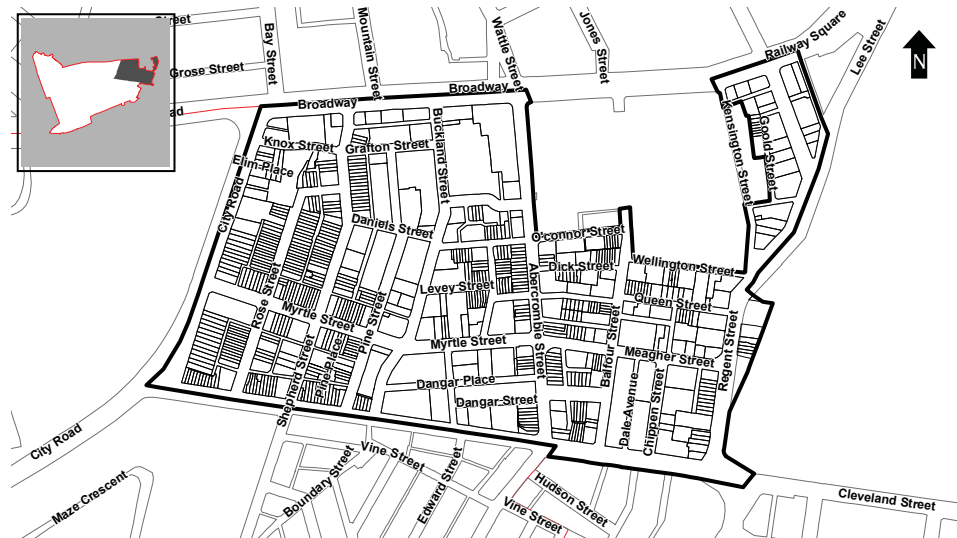 Street
Bay Street
Mountain Street
Wattle Street
Jones Street
Railway Square
Lee Street
N
Grose Street
Broadway
Broadway
Knox Street
Grafton Street
Buckland Street
Kensington Street
Goold Street
Elim Place
City Road
Daniels Street
O'connor Street
Dick Street
Wellington Street
Levey Street
Abercrombie Street
Queen Street
Rose Street
Myrtle Street
Pine Street
Myrtle Street
Balfour Street
Meagher Street
Regent Street
Shepherd Street
Pine Place
Dangar Place
Dangar Street
Dale Avenue
Chippen Street
City Road
Vine Street
Boundary Street
Edward Street
Maze Crescent
Hudson Street
Vine Street
Cleveland Street